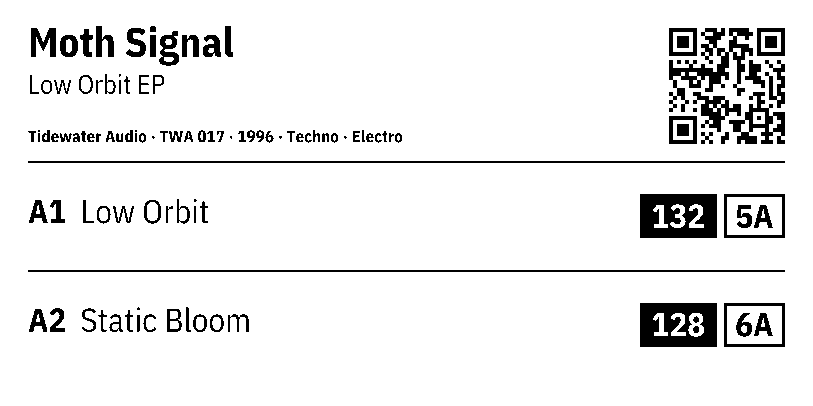 Moth Signal
Low Orbit EP
Tidewater Audio · TWA 017 · 1996 · Techno · Electro
A1 Low Orbit 132 5A
A2 Static Bloom 128 6A